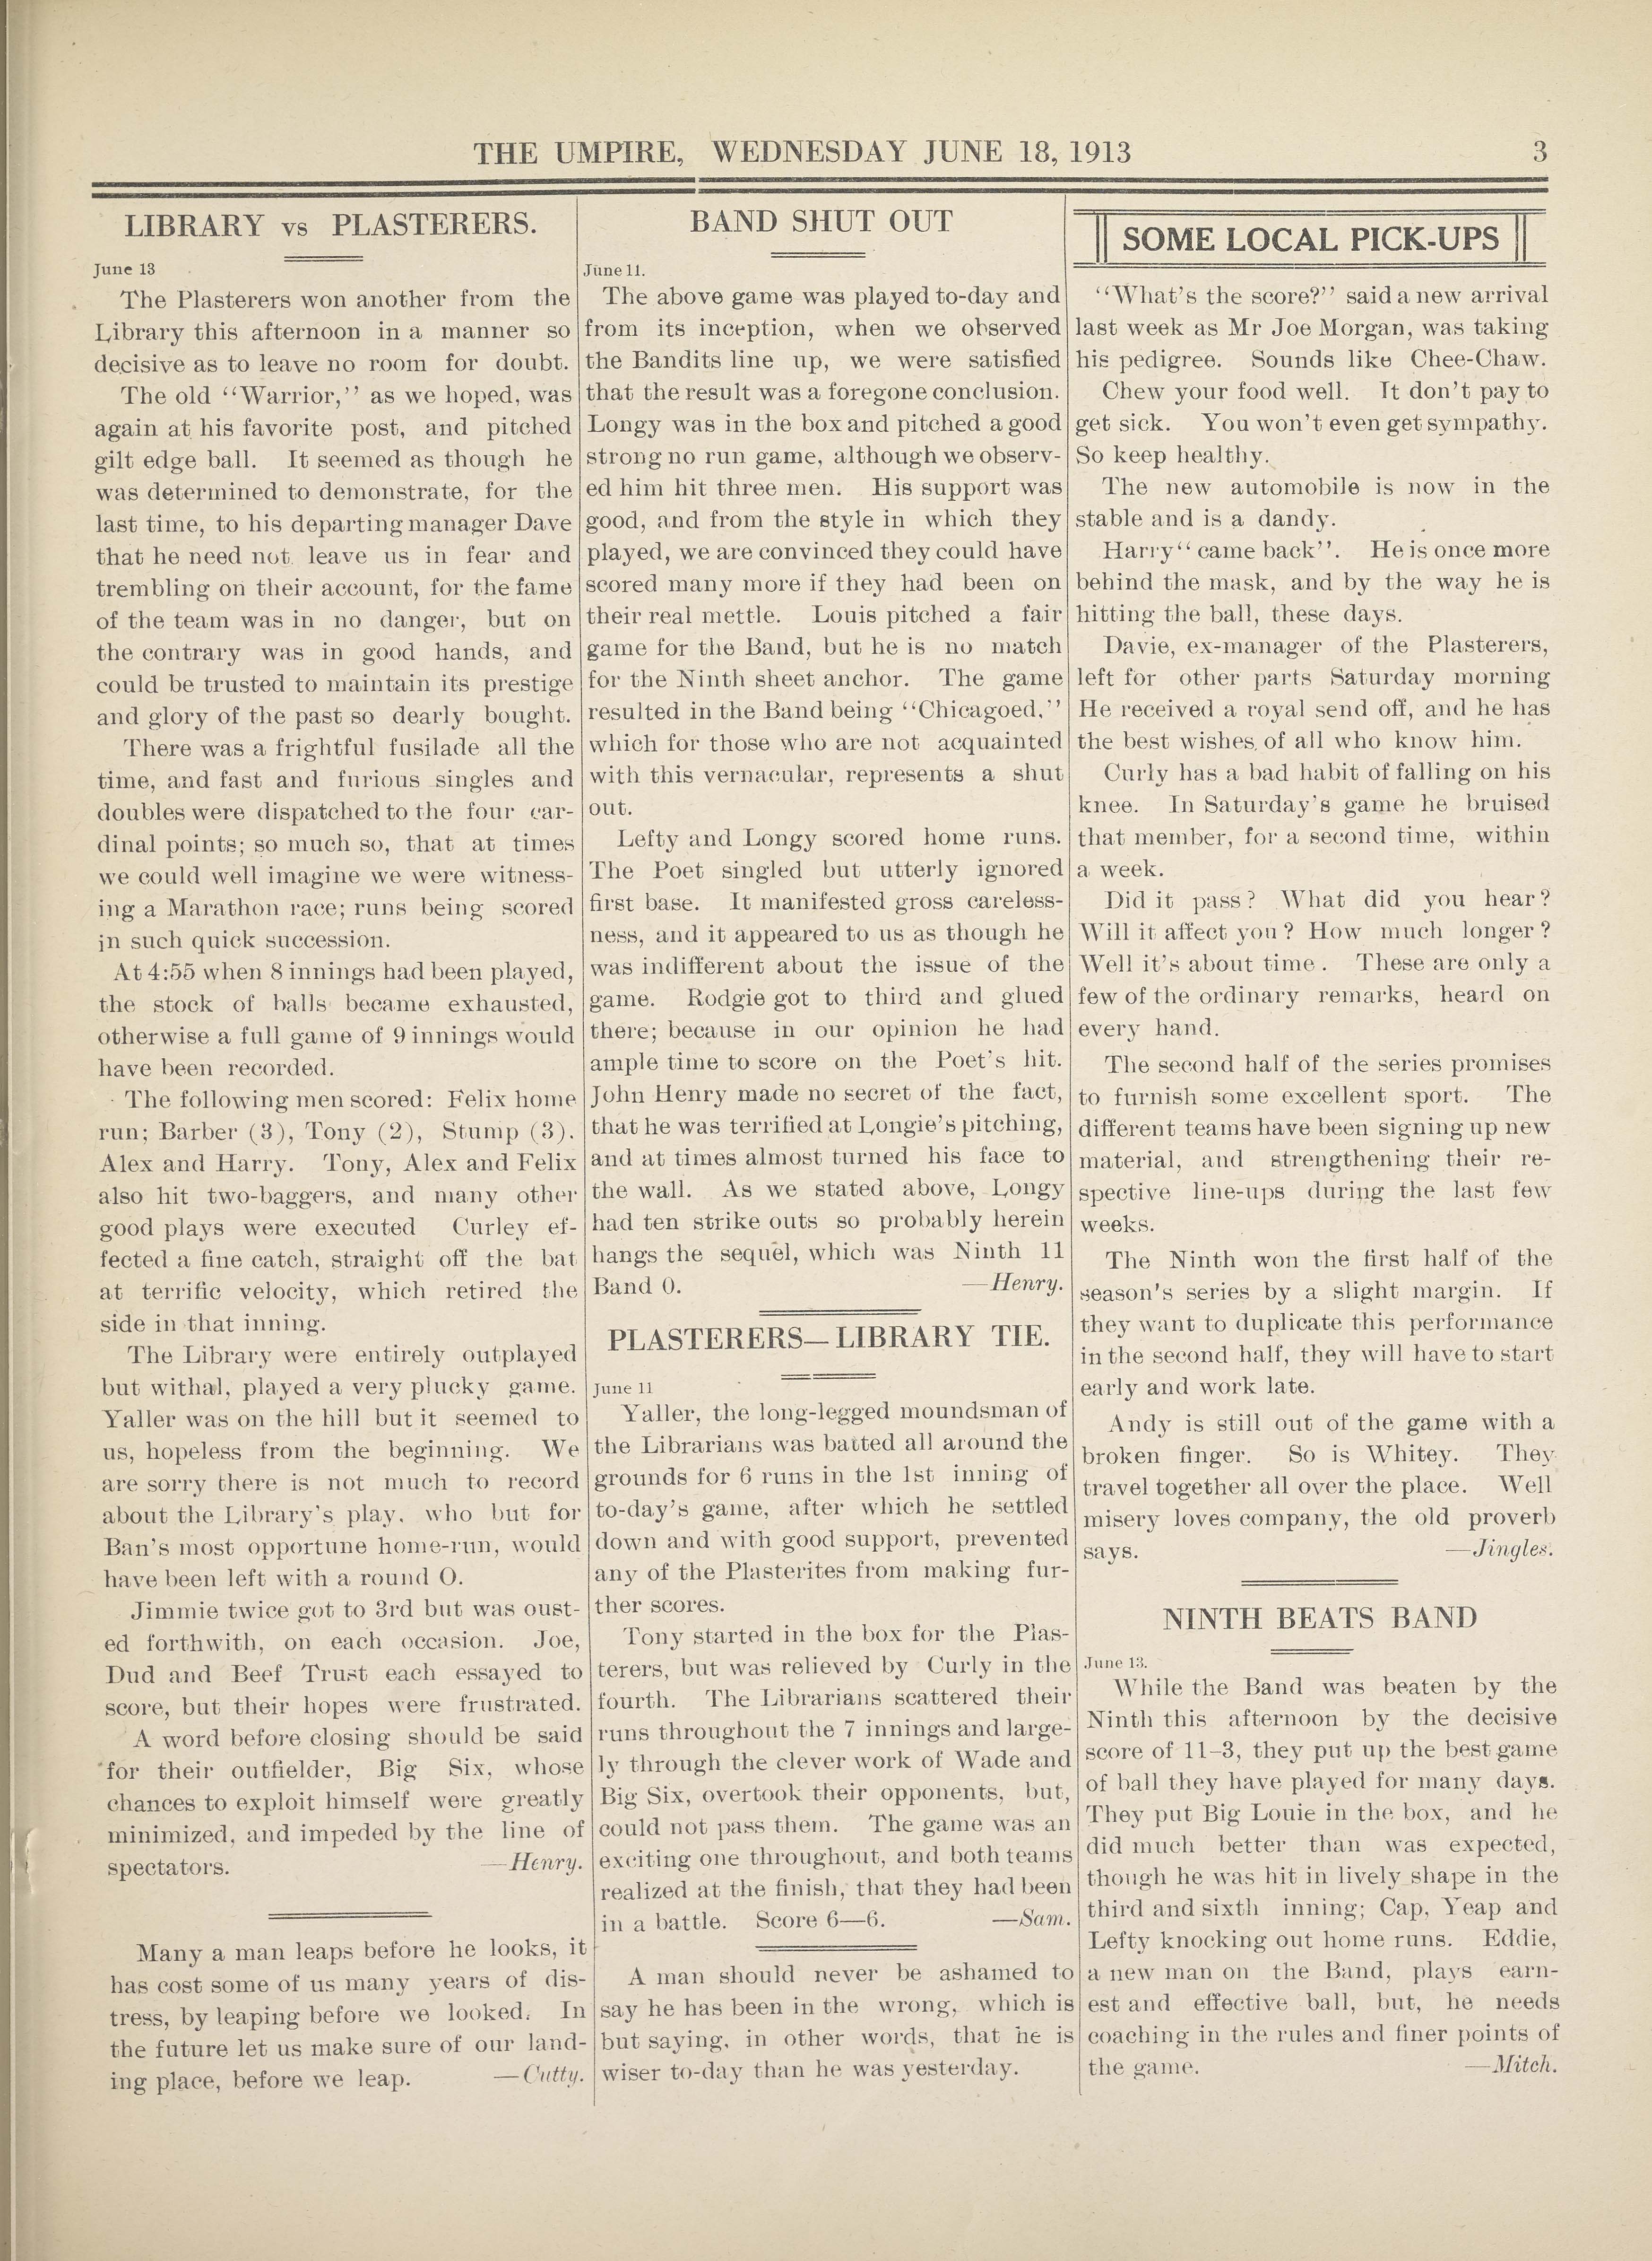 THE UMPIRE, WEDNESDAY JUNE 18, 1913 3
LIBRARY vs PLASTERERS.
June 13
The Plasterers won another from the
Library this afternoon in a manner so
decisive as to leave no room for doubt.
The old “Warrior,” as we hoped, was
again at his favorite post, and pitched
gilt edge ball. It seemed as though he
was determined to demonstrate, for the
last time, to his departing manager Dave
that he need not leave us in fear and
trembling on their account, for the fame
of the team was in no danger, but on
the contrary was in good hands, and
could be trusted to maintain its prestige
and glory of the past so dearly bought.
There was a frightful fusilade all the
time, and fast and furious singles and
doubles were dispatched to the four car-
dinal points; so much so, that at times
we could well imagine we were witness-
ing a Marathon race; runs being scored
in such quick succession.
At 4:55 when 8 innings had been played,
the stock of balls became exhausted,
otherwise a full game of 9 innings would
have been recorded.
The following men scored: Felix home
run; Barber (3), Tony (2), Stump (3).
Alex and Harry. Tony, Alex and Felix
also hit two-baggers, and many other
good plays were executed Curley ef-
fected a fine catch, straight off the bat
at terrific velocity, which retired the
side in that inning.
The Library were entirely outplayed
but withal, played a very plucky game.
Yaller was on the hill but it seemed to
us, hopeless from the beginning. We
are sorry there is not much to record
about the Library's play, who but for
Ban's most opportune home-run, would
have been left with a round O.
Jimmie twice got to 3rd but was oust-
ed forthwith, on each occasion. Joe,
Dud and Beef Trust each essayed to
score, but their hopes were frustrated.
A word before closing should be said
for their outfielder, Big Six, whose
chances to exploit himself were greatly
minimized, and impeded by the line of
spectators. —Henry.
Many a man leaps before he looks, it
has cost some of us many years of dis-
tress, by leaping before we looked. In
the future let us make sure of our land-
ing place, before we leap. —Cutty.
BAND SHUT OUT
June 11.
The above game was played to-day and
from its inception, when we observed
the Bandits line up, we were satisfied
that the result was a foregone conclusion.
Longy was in the box and pitched a good
strong no run game, although we observ-
ed him hit three men. His support was
good, and from the style in which they
played, we are convinced they could have
scored many more if they had been on
their real mettle. Louis pitched a fair
game for the Band, but he is no match
for the Ninth sheet anchor. The game
resulted in the Band being “Chicagoed,”
which for those who are not acquainted
with this vernacular, represents a shut
out.
Lefty and Longy scored home runs.
The Poet singled but utterly ignored
first base. It manifested gross careless-
ness, and it appeared to us as though he
was indifferent about the issue of the
game. Rodgie got to third and glued
there; because in our opinion he had
ample time to score on the Poet's hit.
John Henry made no secret of the fact,
that he was terrified at Longie's pitching,
and at times almost turned his face to
the wall. As we stated above, Longy
had ten strike outs so probably herein
hangs the sequel, which was Ninth 11
Band 0. —Henry.
PLASTERERS—LIBRARY TIE.
June 11
Yaller, the long-legged moundsman of
the Librarians was batted all around the
grounds for 6 runs in the 1st inning of
to-day's game, after which he settled
down and with good support, prevented
any of the Plasterites from making fur-
ther scores.
Tony started in the box for the Plas-
terers, but was relieved by Curly in the
fourth. The Librarians scattered their
runs throughout the 7 innings and large-
ly through the clever work of Wade and
Big Six, overtook their opponents, but,
could not pass them. The game was an
exciting one throughout, and both teams
realized at the finish, that they had been
in a battle. Score 6—6. —Sam.
A man should never be ashamed to
say he has been in the wrong, which is
but saying, in other words, that he is
wiser to-day than he was yesterday.
SOME LOCAL PICK-UPS
“What's the score?” said a new arrival
last week as Mr Joe Morgan, was taking
his pedigree. Sounds like Chee-Chaw.
Chew your food well. It don't pay to
get sick. You won't even get sympathy.
So keep healthy.
The new automobile is now in the
stable and is a dandy.
Harry“ came back”. He is once more
behind the mask, and by the way he is
hitting the ball, these days.
Davie, ex-manager of the Plasterers,
left for other parts Saturday morning
He received a royal send off, and he has
the best wishes of all who know him.
Curly has a bad habit of falling on his
knee. In Saturday's game he bruised
that member, for a second time, within
a week.
Did it pass? What did you hear?
Will it affect you? How much longer?
Well it's about time. These are only a
few of the ordinary remarks, heard on
every hand.
The second half of the series promises
to furnish some excellent sport. The
different teams have been signing up new
material, and strengthening their re-
spective line-ups during the last few
weeks.
The Ninth won the first half of the
season's series by a slight margin. If
they want to duplicate this performance
in the second half, they will have to start
early and work late.
Andy is still out of the game with a
broken finger. So is Whitey. They
travel together all over the place. Well
misery loves company, the old proverb
says. —Jingles.
NINTH BEATS BAND
June 13.
While the Band was beaten by the
Ninth this afternoon by the decisive
score of 11-3, they put up the best game
of ball they have played for many days.
They put Big Louie in the box, and he
did much better than was expected,
though he was hit in lively shape in the
third and sixth inning; Cap, Yeap and
Lefty knocking out home runs. Eddie,
a new man on the Band, plays earn-
est and effective ball, but, he needs
coaching in the rules and finer points of
the game. —Mitch.